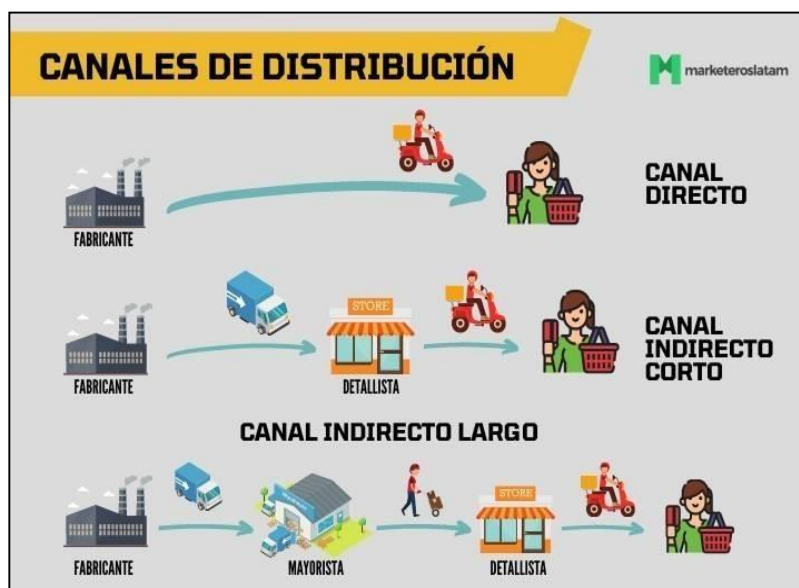 CANALES DE DISTRIBUCIÓN
marketeroslatam
CANAL
DIRECTO
FABRICANTE
STORE
CANAL
INDIRECTO
CORTO
FABRICANTE
DETALLISTA
CANAL INDIRECTO LARGO
STORE
FABRICANTE
MAYORISTA
DETALLISTA